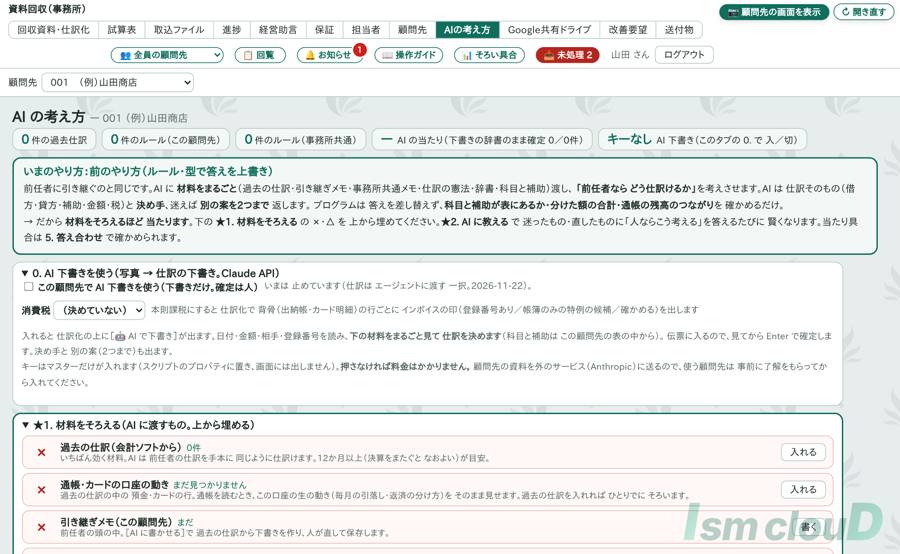 資料回収(事務所)
📷 顧問先の画面を表示
↻ 開き直す
回収資料・仕訳化 試算表 取込ファイル 進捗 経営助言 保証 担当者 顧問先 AIの考え方 Google共有ドライブ 改善要望 送付物
👥 全員の顧問先 📋 回覧 🔔 お知らせ 1 📖 操作ガイド 📊 そろい具合 📥 未処理 2 山田 さん ログアウト
顧問先 001 (例)山田商店
AI の考え方 — 001 (例)山田商店
0 件の過去仕訳 0 件のルール(この顧問先) 0 件のルール(事務所共通) — AI の当たり(下書きの辞書のまま確定 0/0件) キーなし AI 下書き(このタブの 0. で 入/切)
いまのやり方:前のやり方(ルール・型で答えを上書き)
前任者に引き継ぐのと同じです。AI に 材料をまるごと(過去の仕訳・引き継ぎメモ・事務所共通メモ・仕訳の憲法・辞書・科目と補助)渡し、「前任者なら どう仕訳けるか」を考えさせます。AI は 仕訳そのもの(借
方・貸方・補助・金額・税)と 決め手、迷えば 別の案を2つまで 返します。プログラムは 答えを差し替えず、科目と補助が表にあるか・分けた額の合計・通帳の残高のつながりを 確かめるだけ。
→ だから 材料をそろえるほど 当たります。下の ★1. 材料をそろえる の ×・△ を 上から埋めてください。★2. AI に教える で 迷ったもの・直したものに「人ならこう考える」を答えるたびに 賢くなります。当たり具
合は 5. 答え合わせ で確かめられます。
▼ 0. AI 下書きを使う(写真 → 仕訳の下書き。Claude API)
この顧問先で AI 下書きを使う(下書きだけ。確定は人) いまは 止めています(仕訳は エージェントに渡す 一択。2026-11-22)。
消費税 (決めていない) 本則課税にすると 仕訳化で 背骨(出納帳・カード明細)の行ごとに インボイスの印(登録番号あり/帳簿のみの特例の候補/確かめる)を出します
入れると 仕訳化の上に[🤖 AI で下書き]が出ます。日付・金額・相手・登録番号を読み、下の材料をまるごと見て 仕訳を決めます(科目と補助は この顧問先の表の中から)。伝票に入るので、見てから Enter で確定しま
す。決め手と 別の案(2つまで)も出ます。
キーはマスターだけが入れます(スクリプトのプロパティに置き、画面には出しません)。押さなければ料金はかかりません。 顧問先の資料を外のサービス(Anthropic)に送るので、使う顧問先は 事前に了解をもらってか
ら入れてください。
▼ ★1. 材料をそろえる(AI に渡すもの。上から埋める)
× 過去の仕訳(会計ソフトから) 0件
入れる
いちばん効く材料。AI は 前任者の仕訳を手本に 同じように仕訳けます。12か月以上(決算をまたぐと なおよい)が目安。
× 通帳・カードの口座の動き まだ見つかりません
入れる
過去の仕訳の中の 預金・カードの行。通帳を読むとき、この口座の生の動き(毎月の引落し・返済の分け方)を そのまま見せます。過去の仕訳を入れれば ひとりでに そろいます。
× 引き継ぎメモ(この顧問先) まだ
書く
前任者の頭の中。[AI に書かせる]で 過去の仕訳から下書きを作り、人が直して保存します。
Ism clouD